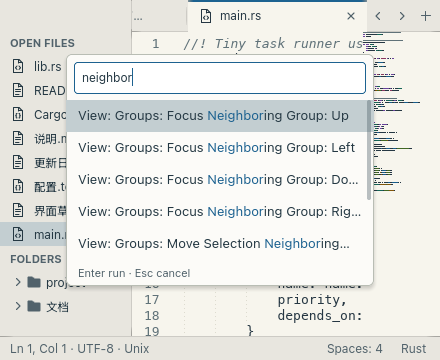 ...
main.rs
OPEN FILES
1 //! Tiny task runner us
lib.rs
READ
Cargo
说明.m
更新日
配置.to
界面草
main.r
FOLDERS
project
文档
neighbor
View: Groups: Focus Neighboring Group: Up
View: Groups: Focus Neighboring Group: Left
View: Groups: Focus Neighboring Group: Do...
View: Groups: Focus Neighboring Group: Rig...
View: Groups: Move Selection Neighboring...
Enter run · Esc cancel
17 priority,
18 depends_on:
19 }
Ln 1, Col 1 · UTF-8 · Unix
Spaces: 4 Rust